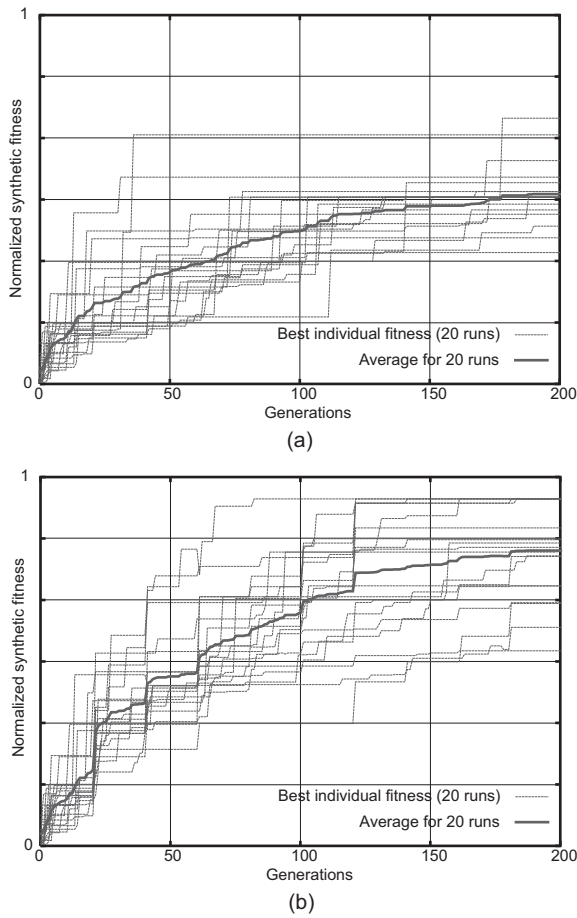 1
Normalized synthetic fitness
Best individual fitness (20 runs)
Average for 20 runs
0
0 50 100 150 200
Generations
(a)
1
Normalized synthetic fitness
Best individual fitness (20 runs)
Average for 20 runs
0
0 50 100 150 200
Generations
(b)